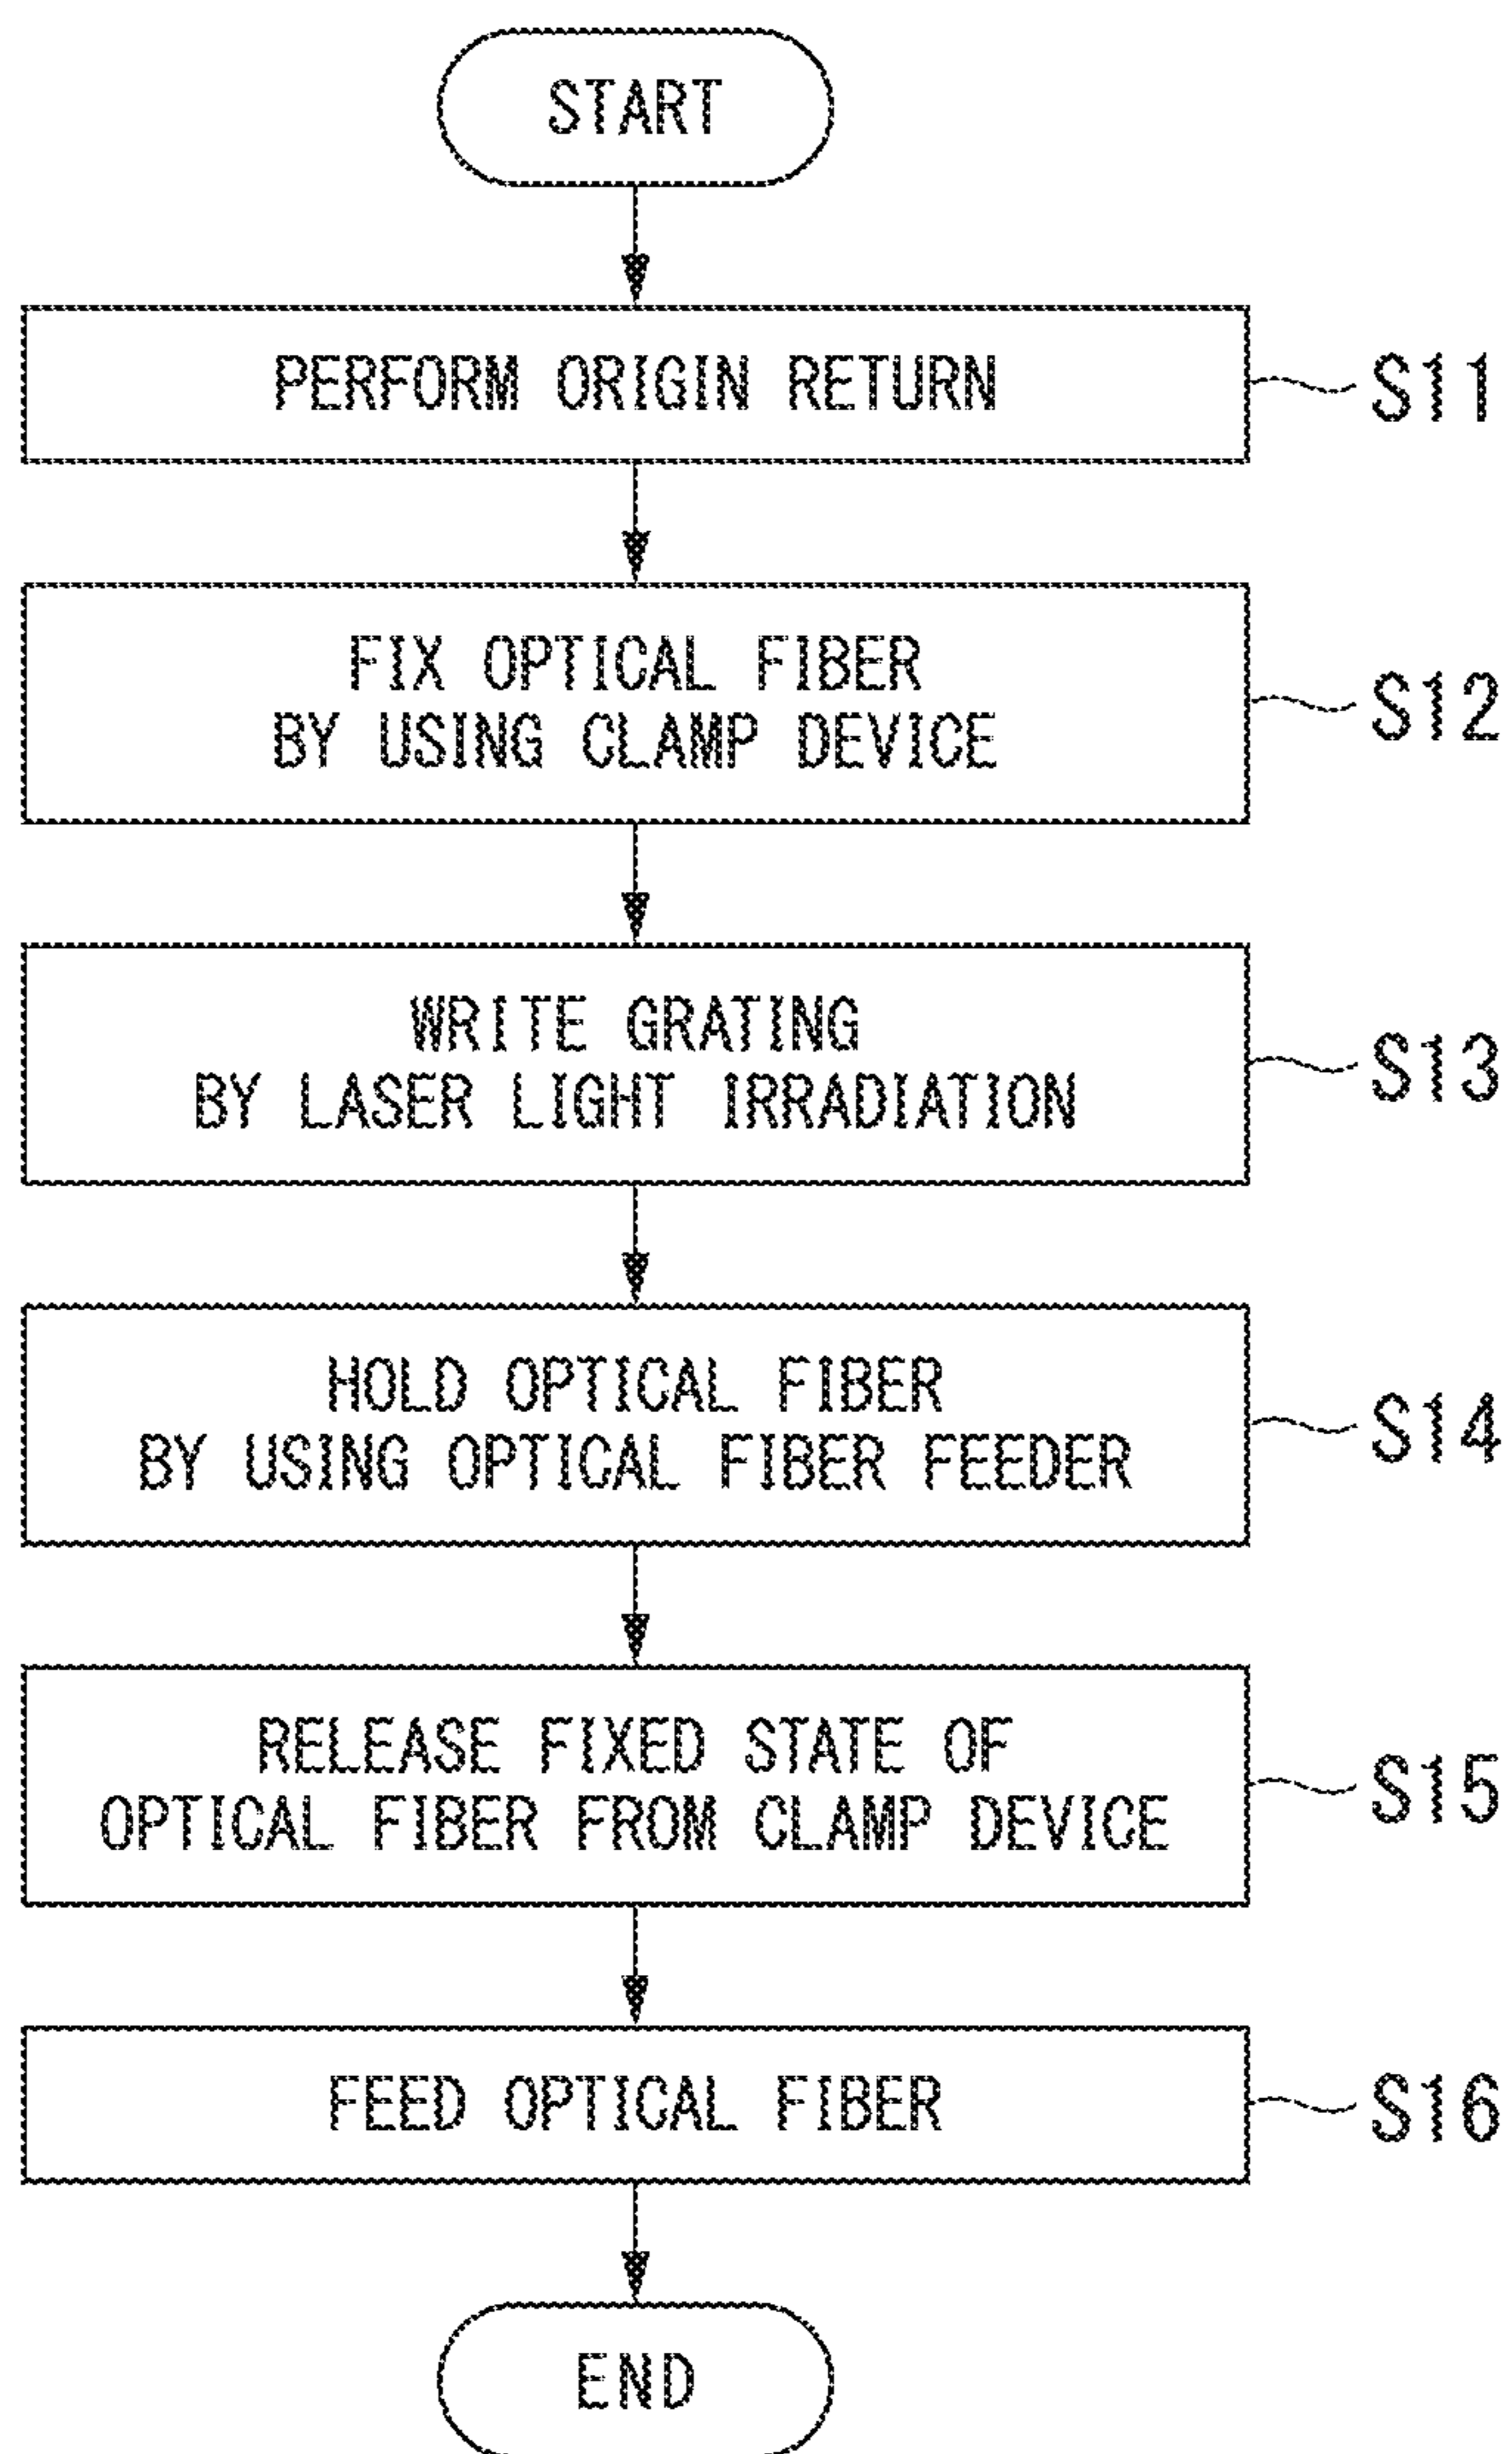 START
PERFORM ORIGIN RETURN
S11
FIX OPTICAL FIBER
BY USING CLAMP DEVICE
S12
WRITE GRATING
BY LASER LIGHT IRRADIATION
S13
HOLD OPTICAL FIBER
BY USING OPTICAL FIBER FEEDER
S14
RELEASE FIXED STATE OF
OPTICAL FIBER FROM CLAMP DEVICE
S15
FEED OPTICAL FIBER
S16
END